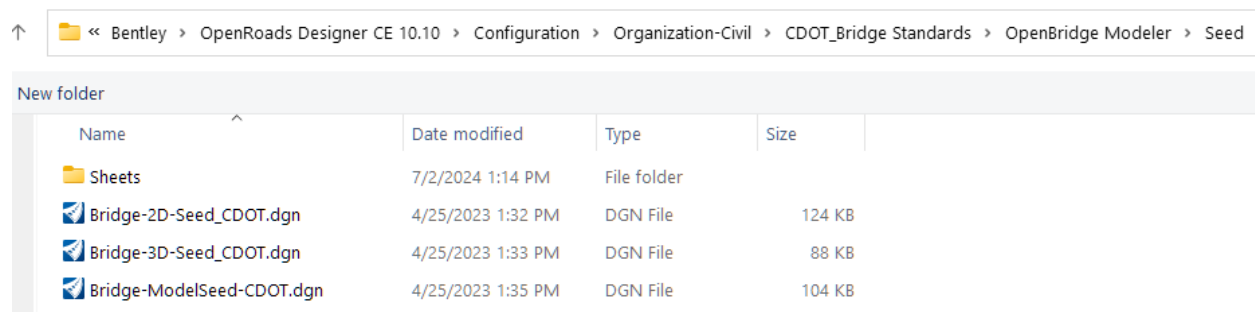 « Bentley > OpenRoads Designer CE 10.10 > Configuration > Organization-Civil > CDOT_Bridge Standards > OpenBridge Modeler > Seed
New folder
Name Date modified Type Size
Sheets 7/2/2024 1:14 PM File folder
Bridge-2D-Seed_CDOT.dgn 4/25/2023 1:32 PM DGN File 124 KB
Bridge-3D-Seed_CDOT.dgn 4/25/2023 1:33 PM DGN File 88 KB
Bridge-ModelSeed-CDOT.dgn 4/25/2023 1:35 PM DGN File 104 KB